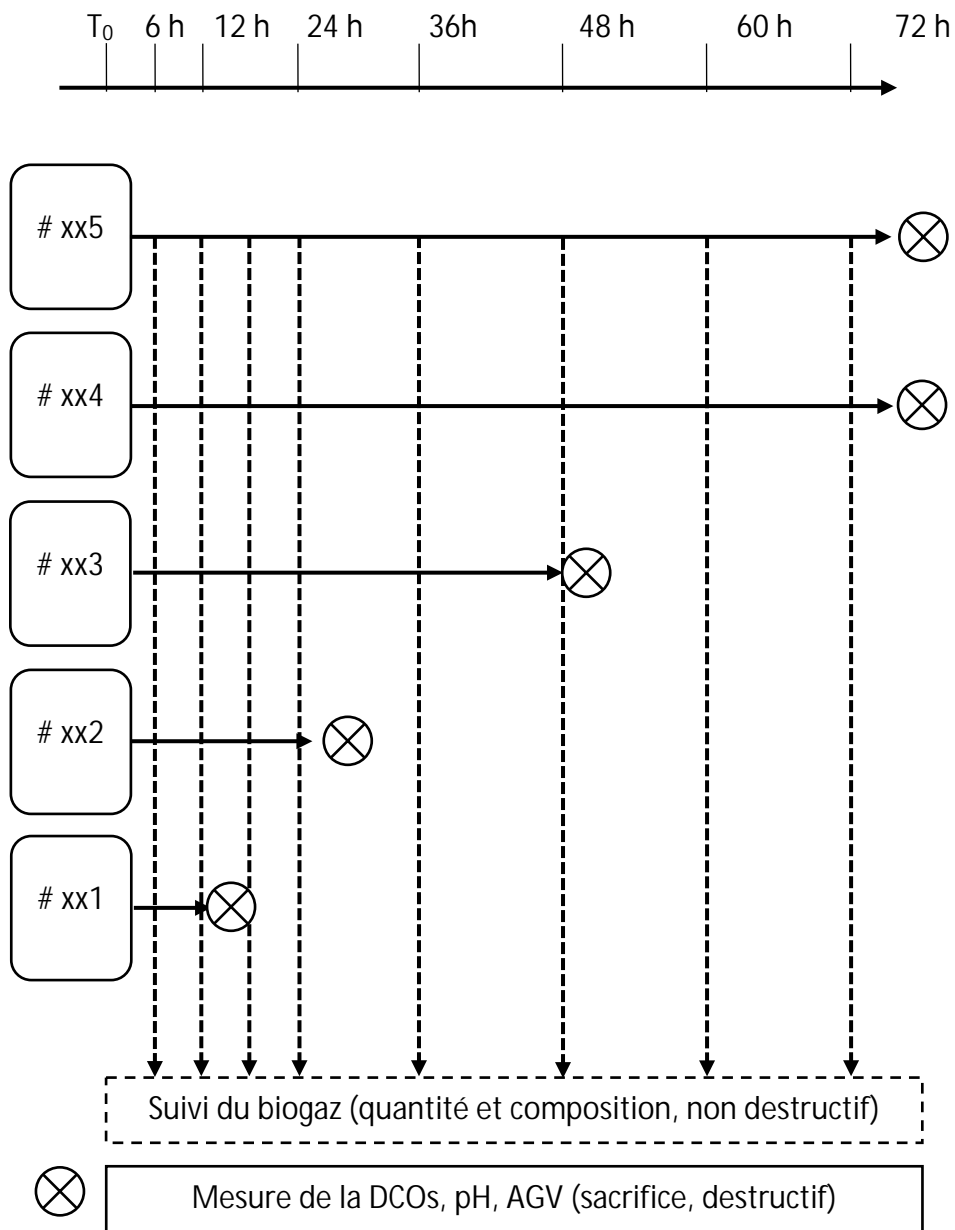 T₀ 6 h 12 h 24 h 36h 48 h 60 h 72 h
# xx5
# xx4
# xx3
# xx2
# xx1
Suivi du biogaz (quantité et composition, non destructif)
Mesure de la DCOs, pH, AGV (sacrifice, destructif)